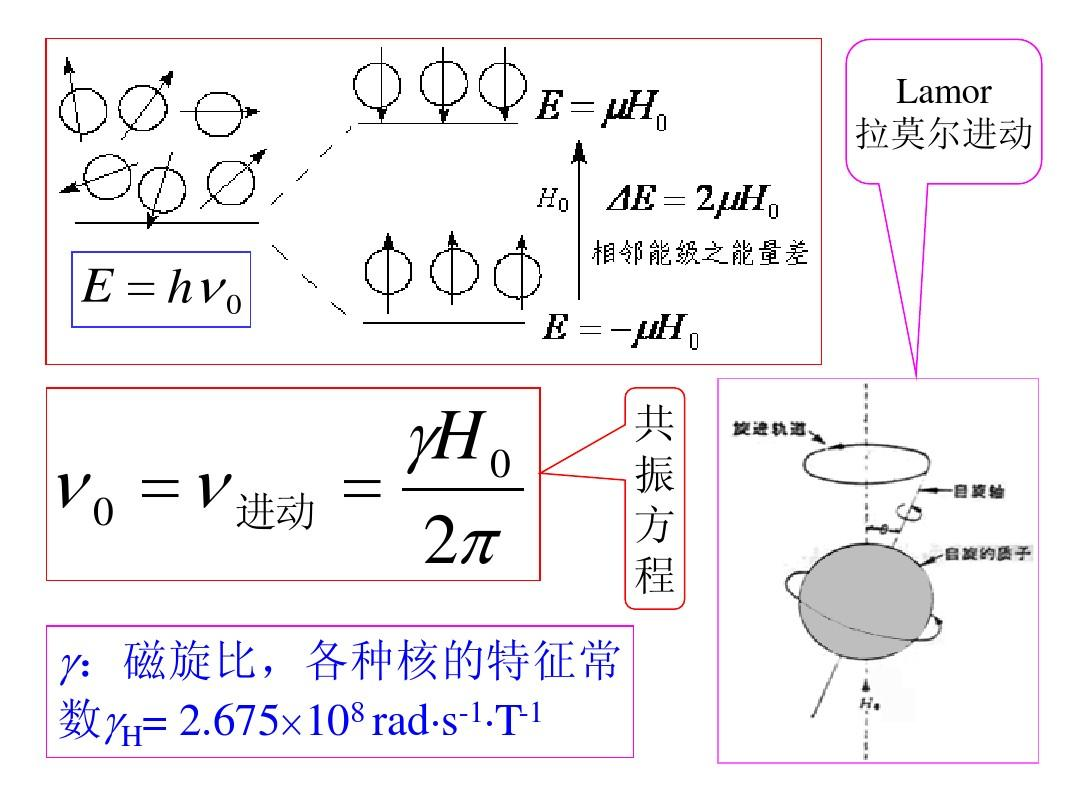 E = μH₀
H₀
ΔE = 2μH₀
相邻能级之能量差
E = hν₀
E = −μH₀
Lamor
拉莫尔进动
ν₀ = ν进动 = γH₀ / 2π
共振方程
旋进轨道
自旋轴
θ
自旋的质子
H₀
γ：磁旋比，各种核的特征常
数γH= 2.675×10⁸ rad·s⁻¹·T⁻¹